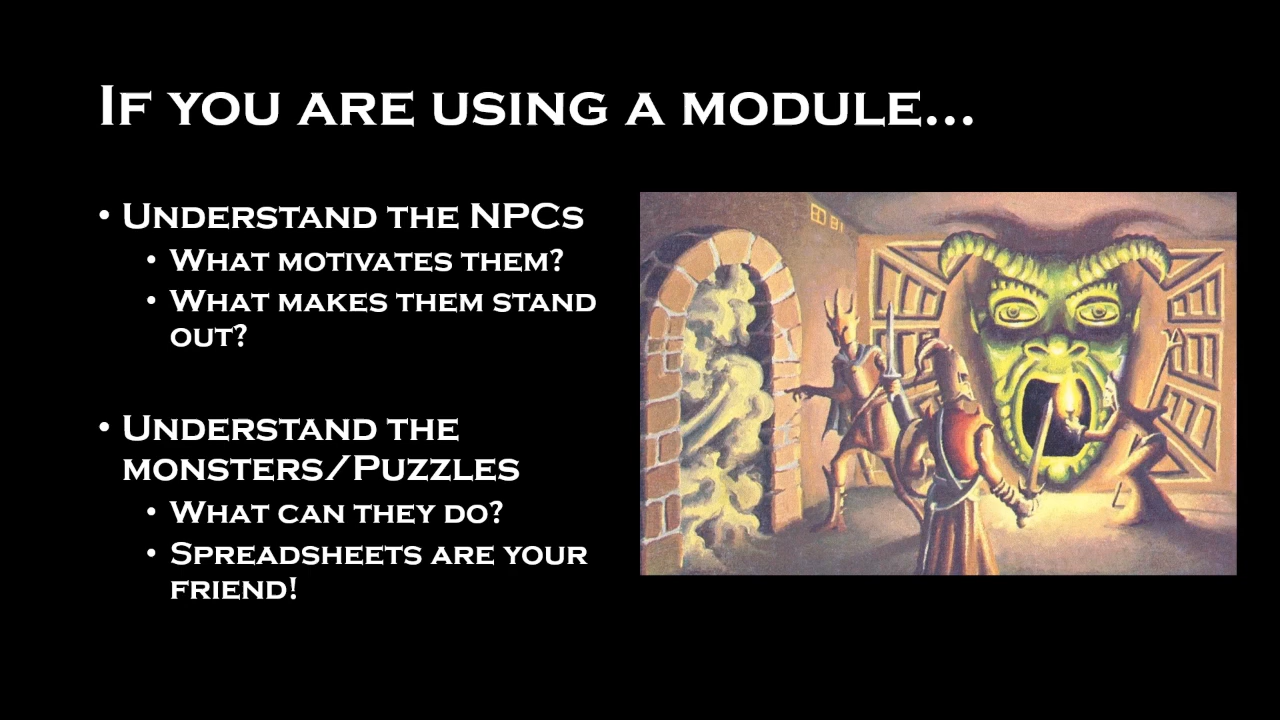 If you are using a module...
• Understand the NPCs
• What motivates them?
• What makes them stand
out?
• Understand the
monsters/Puzzles
• What can they do?
• Spreadsheets are your
friend!